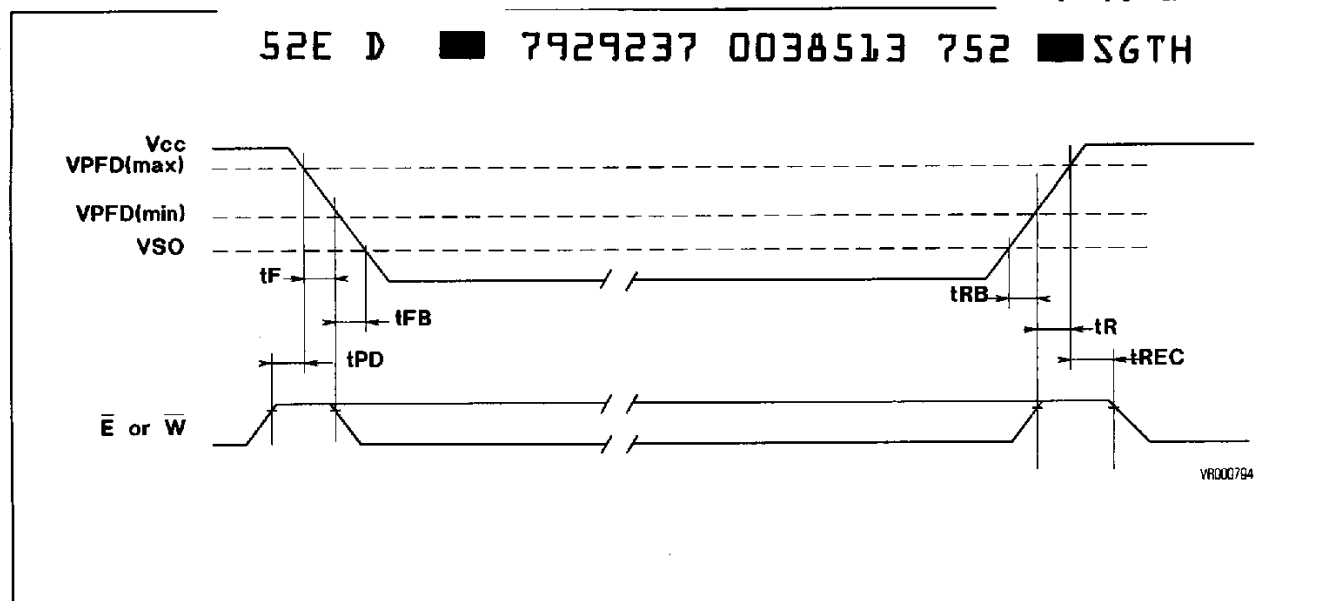 52E D 7929237 0038513 752 SGTH
Vcc
VPFD(max)
VPFD(min)
VSO
tF
tRB
tFB
tR
tPD
tREC
E̅ or W̅
VR000794